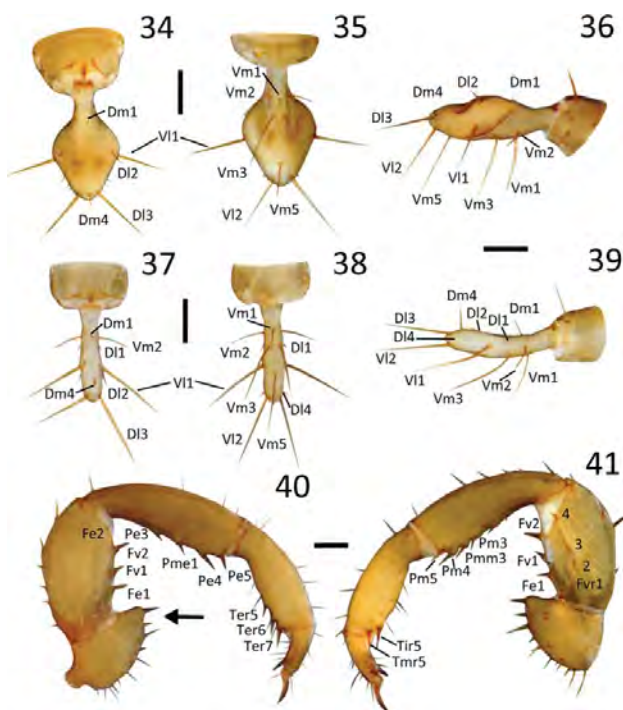 34
35
36
Dm1
Vl1
Dl2
Dm4
Dl3
Vm1
Vm2
Vm3
Vl2
Vm5
Dm4
Dl2
Dm1
Dl3
Vl2
Vm5
Vl1
Vm3
Vm1
Vm2
37
38
39
Dm1
Dl1
Vm2
Dm4
Dl2
Vl1
Dl3
Vm1
Vm2
Dl1
Vm3
Dl4
Vl2
Vm5
Dm4
Dl3
Dl2
Dl1
Dm1
Dl4
Vl2
Vl1
Vm3
Vm2
Vm1
40
41
Fe2
Pe3
Fv2
Fv1
Fe1
Pme1
Pe4
Pe5
Ter5
Ter6
Ter7
Fv2
4
Pm3
Pmm3
Pm4
Pm5
Fv1
3
2
Fe1
Fvr1
Tir5
Tmr5